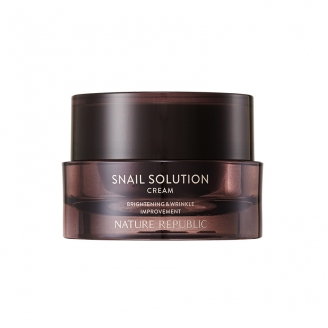 SNAIL SOLUTION
CREAM
BRIGHTENING & WRINKLE
IMPROVEMENT
NATURE REPUBLIC